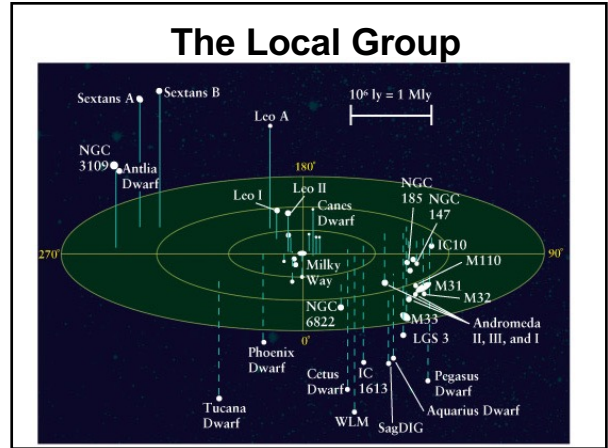 The Local Group
Sextans A
Sextans B
10⁶ ly = 1 Mly
Leo A
NGC
3109
Antlia
Dwarf
180°
Leo I
Leo II
Canes
Dwarf
NGC
185
NGC
147
IC10
270°
90°
Milky
Way
M110
M31
M32
NGC
6822
M33
Andromeda
II, III, and I
0°
LGS 3
Phoenix
Dwarf
Cetus
Dwarf
IC
1613
Pegasus
Dwarf
Tucana
Dwarf
WLM
Aquarius Dwarf
SagDIG